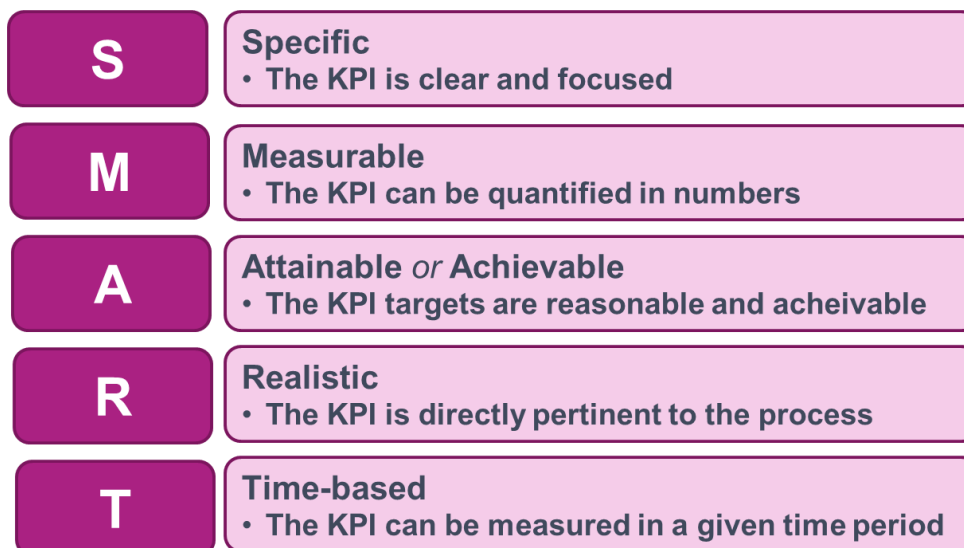 S
Specific
• The KPI is clear and focused
M
Measurable
• The KPI can be quantified in numbers
A
Attainable or Achievable
• The KPI targets are reasonable and acheivable
R
Realistic
• The KPI is directly pertinent to the process
T
Time-based
• The KPI can be measured in a given time period